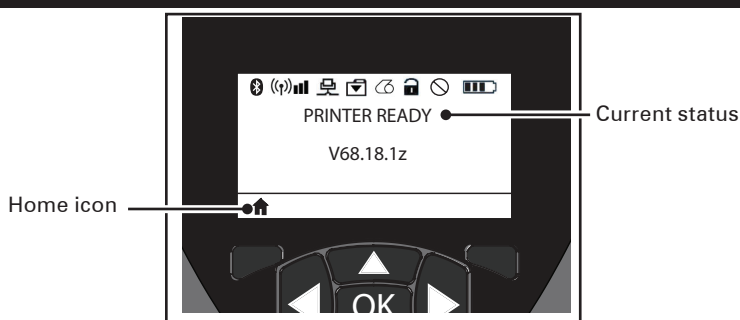 PRINTER READY
Current status
V68.18.1z
Home icon
OK